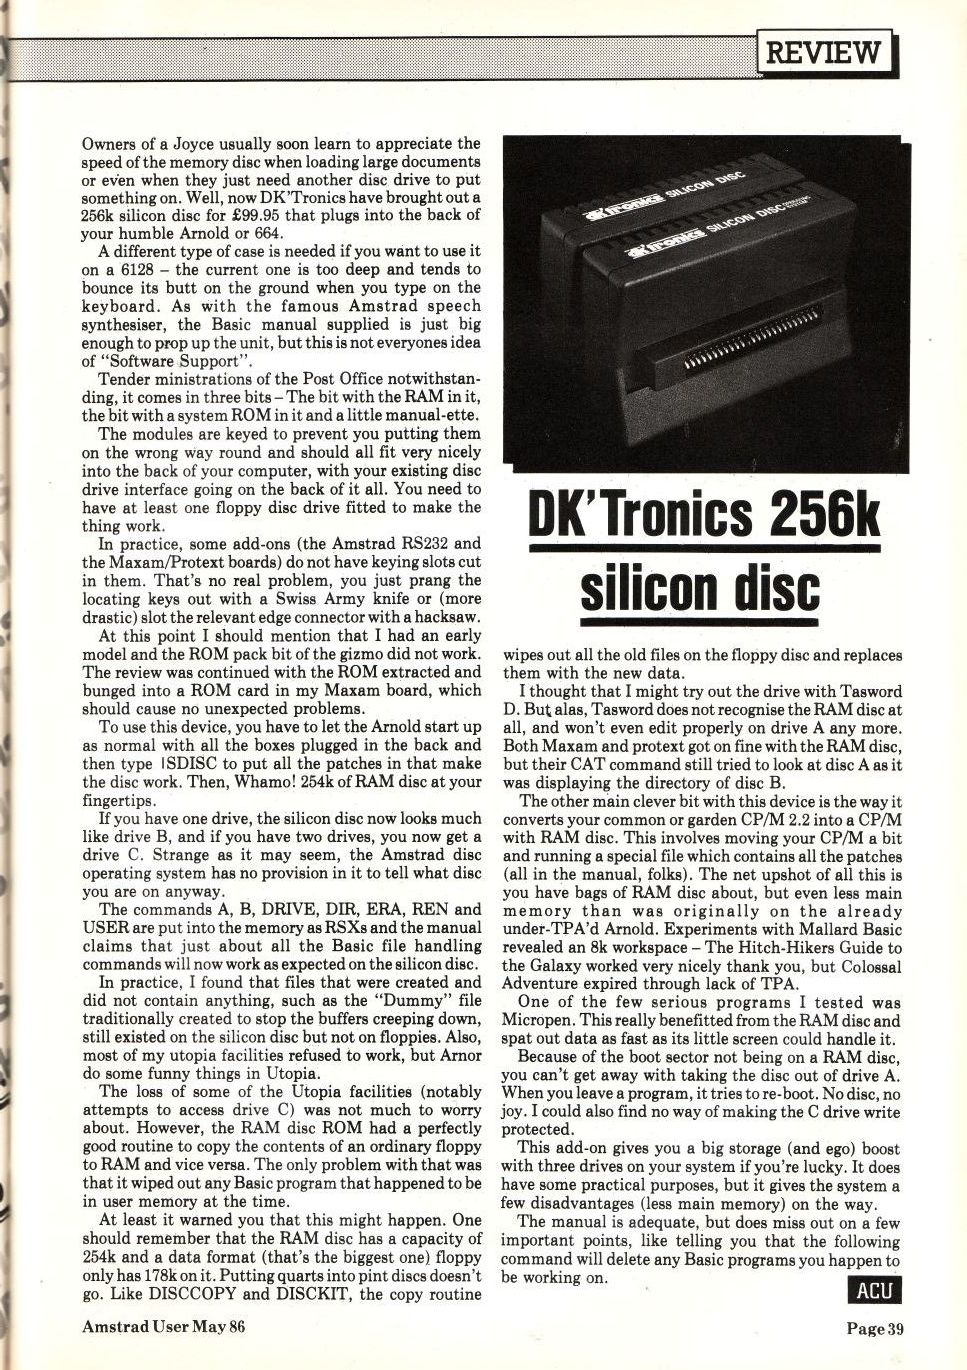 REVIEW
Owners of a Joyce usually soon learn to appreciate the
speed of the memory disc when loading large documents
or even when they just need another disc drive to put
something on. Well, now DK'Tronics have brought out a
256k silicon disc for £99.95 that plugs into the back of
your humble Arnold or 664.
A different type of case is needed if you want to use it
on a 6128 – the current one is too deep and tends to
bounce its butt on the ground when you type on the
keyboard. As with the famous Amstrad speech
synthesiser, the Basic manual supplied is just big
enough to prop up the unit, but this is not everyones idea
of "Software Support".
Tender ministrations of the Post Office notwithstan-
ding, it comes in three bits – The bit with the RAM in it,
the bit with a system ROM in it and a little manual-ette.
The modules are keyed to prevent you putting them
on the wrong way round and should all fit very nicely
into the back of your computer, with your existing disc
drive interface going on the back of it all. You need to
have at least one floppy disc drive fitted to make the
thing work.
In practice, some add-ons (the Amstrad RS232 and
the Maxam/Protext boards) do not have keying slots cut
in them. That's no real problem, you just prang the
locating keys out with a Swiss Army knife or (more
drastic) slot the relevant edge connector with a hacksaw.
At this point I should mention that I had an early
model and the ROM pack bit of the gizmo did not work.
The review was continued with the ROM extracted and
bunged into a ROM card in my Maxam board, which
should cause no unexpected problems.
To use this device, you have to let the Arnold start up
as normal with all the boxes plugged in the back and
then type |SDISC to put all the patches in that make
the disc work. Then, Whamo! 254k of RAM disc at your
fingertips.
If you have one drive, the silicon disc now looks much
like drive B, and if you have two drives, you now get a
drive C. Strange as it may seem, the Amstrad disc
operating system has no provision in it to tell what disc
you are on anyway.
The commands A, B, DRIVE, DIR, ERA, REN and
USER are put into the memory as RSXs and the manual
claims that just about all the Basic file handling
commands will now work as expected on the silicon disc.
In practice, I found that files that were created and
did not contain anything, such as the "Dummy" file
traditionally created to stop the buffers creeping down,
still existed on the silicon disc but not on floppies. Also,
most of my utopia facilities refused to work, but Arnor
do some funny things in Utopia.
The loss of some of the Utopia facilities (notably
attempts to access drive C) was not much to worry
about. However, the RAM disc ROM had a perfectly
good routine to copy the contents of an ordinary floppy
to RAM and vice versa. The only problem with that was
that it wiped out any Basic program that happened to be
in user memory at the time.
At least it warned you that this might happen. One
should remember that the RAM disc has a capacity of
254k and a data format (that's the biggest one) floppy
only has 178k on it. Putting quarts into pint discs doesn't
go. Like DISCCOPY and DISCKIT, the copy routine
dk'tronics SILICON DISC
dk'tronics SILICON DISC OPERATING SYSTEM
DK'Tronics 256k
silicon disc
wipes out all the old files on the floppy disc and replaces
them with the new data.
I thought that I might try out the drive with Tasword
D. But alas, Tasword does not recognise the RAM disc at
all, and won't even edit properly on drive A any more.
Both Maxam and protext got on fine with the RAM disc,
but their CAT command still tried to look at disc A as it
was displaying the directory of disc B.
The other main clever bit with this device is the way it
converts your common or garden CP/M 2.2 into a CP/M
with RAM disc. This involves moving your CP/M a bit
and running a special file which contains all the patches
(all in the manual, folks). The net upshot of all this is
you have bags of RAM disc about, but even less main
memory than was originally on the already
under-TPA'd Arnold. Experiments with Mallard Basic
revealed an 8k workspace – The Hitch-Hikers Guide to
the Galaxy worked very nicely thank you, but Colossal
Adventure expired through lack of TPA.
One of the few serious programs I tested was
Micropen. This really benefitted from the RAM disc and
spat out data as fast as its little screen could handle it.
Because of the boot sector not being on a RAM disc,
you can't get away with taking the disc out of drive A.
When you leave a program, it tries to re-boot. No disc, no
joy. I could also find no way of making the C drive write
protected.
This add-on gives you a big storage (and ego) boost
with three drives on your system if you're lucky. It does
have some practical purposes, but it gives the system a
few disadvantages (less main memory) on the way.
The manual is adequate, but does miss out on a few
important points, like telling you that the following
command will delete any Basic programs you happen to
be working on.
ACU
Amstrad User May 86
Page 39